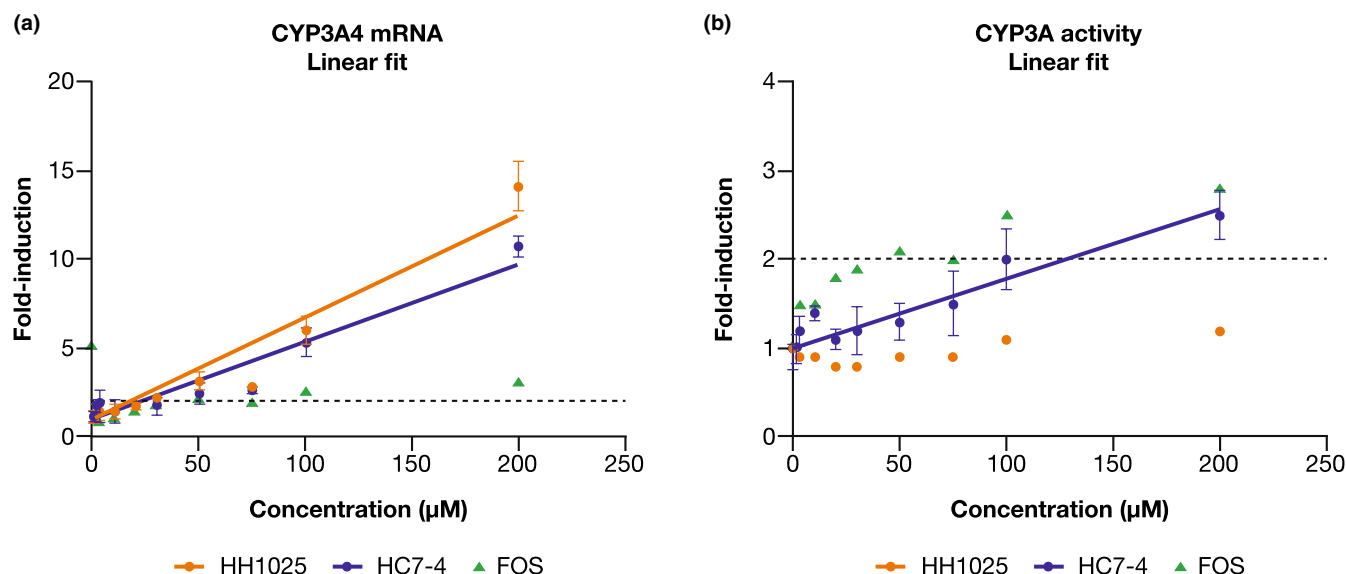 (a)
CYP3A4 mRNA
Linear fit
Fold-induction
20
15
10
5
0
0 50 100 150 200 250
Concentration (µM)
HH1025 HC7-4 FOS
(b)
CYP3A activity
Linear fit
Fold-induction
4
3
2
1
0
0 50 100 150 200 250
Concentration (µM)
HH1025 HC7-4 FOS